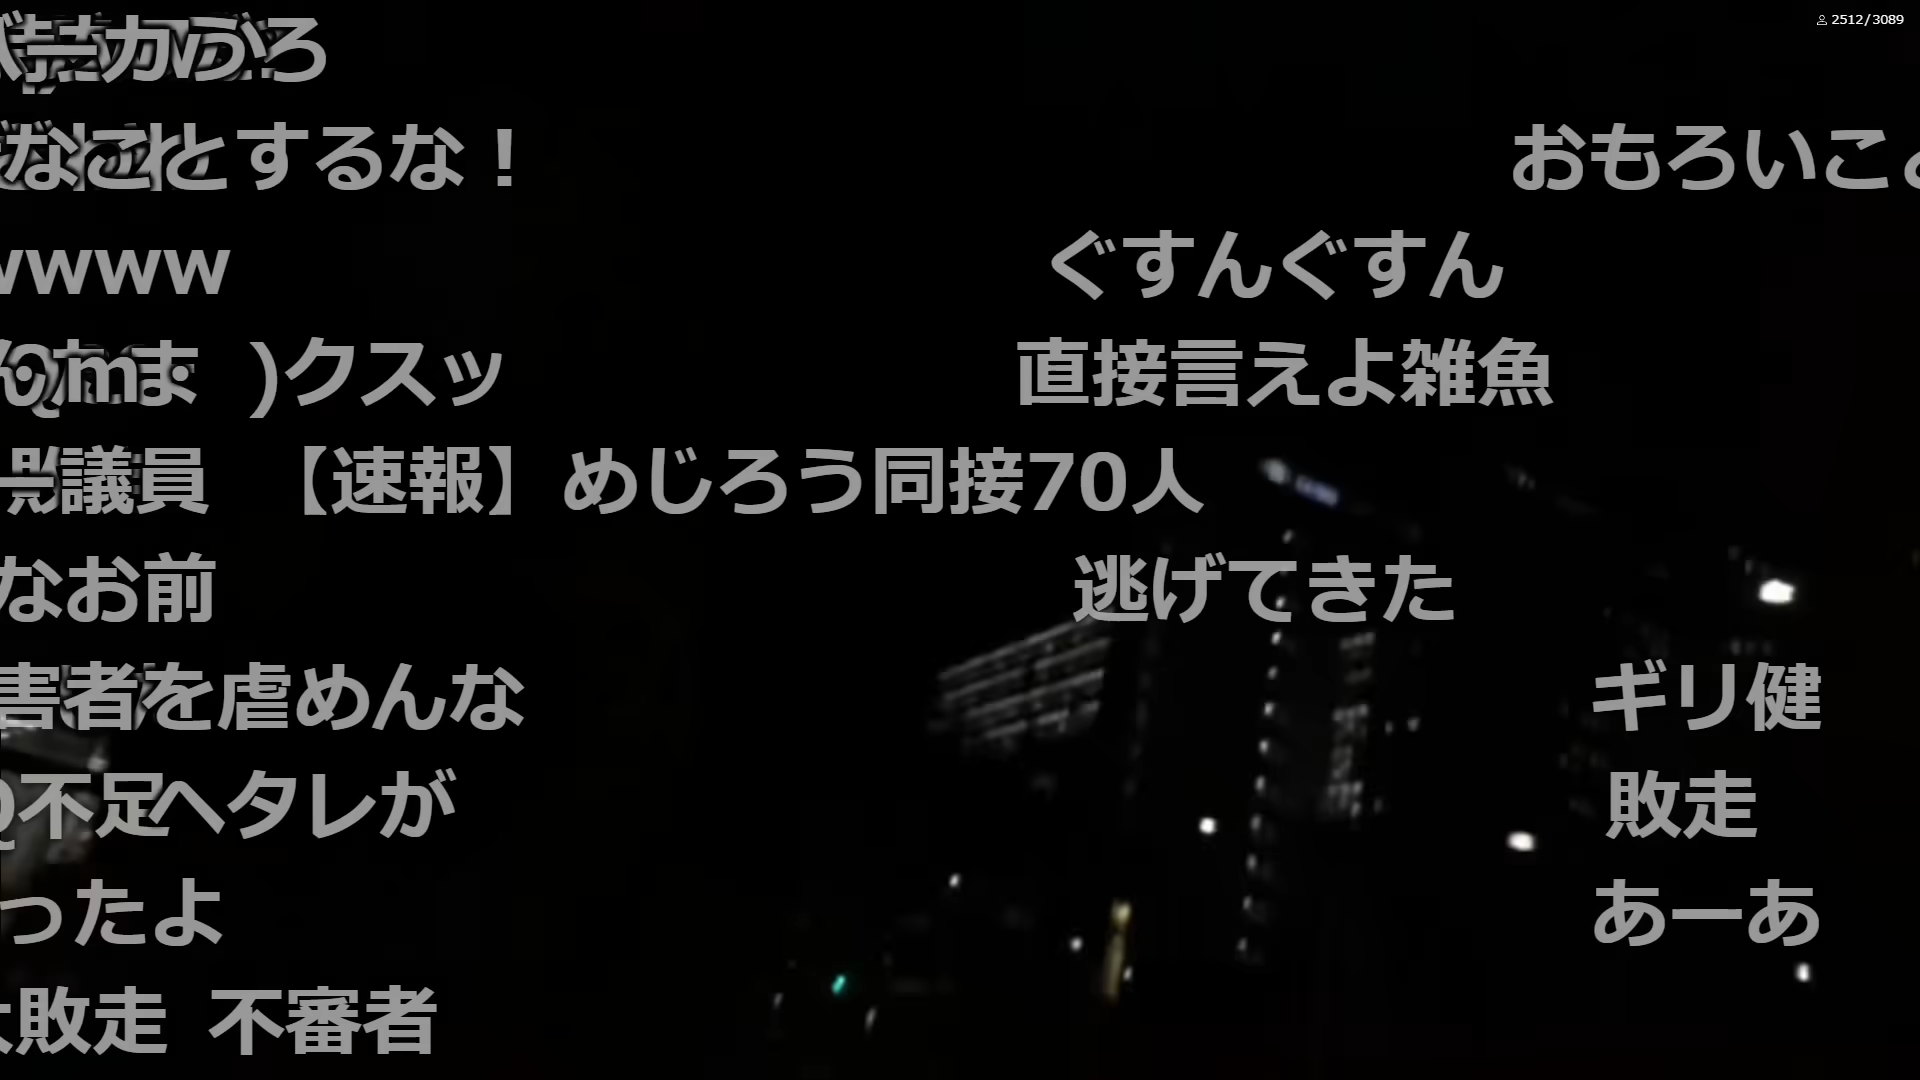 2512/3089
うろ
なことするな！
おもろいこ
wwww
ぐすんぐすん
)クスッ
直接言えよ雑魚
議員 【速報】めじろう同接70人
なお前
逃げてきた
害者を虐めんな
ギリ健
Q不足 ヘタレが
敗走
ったよ
あーあ
敗走 不審者